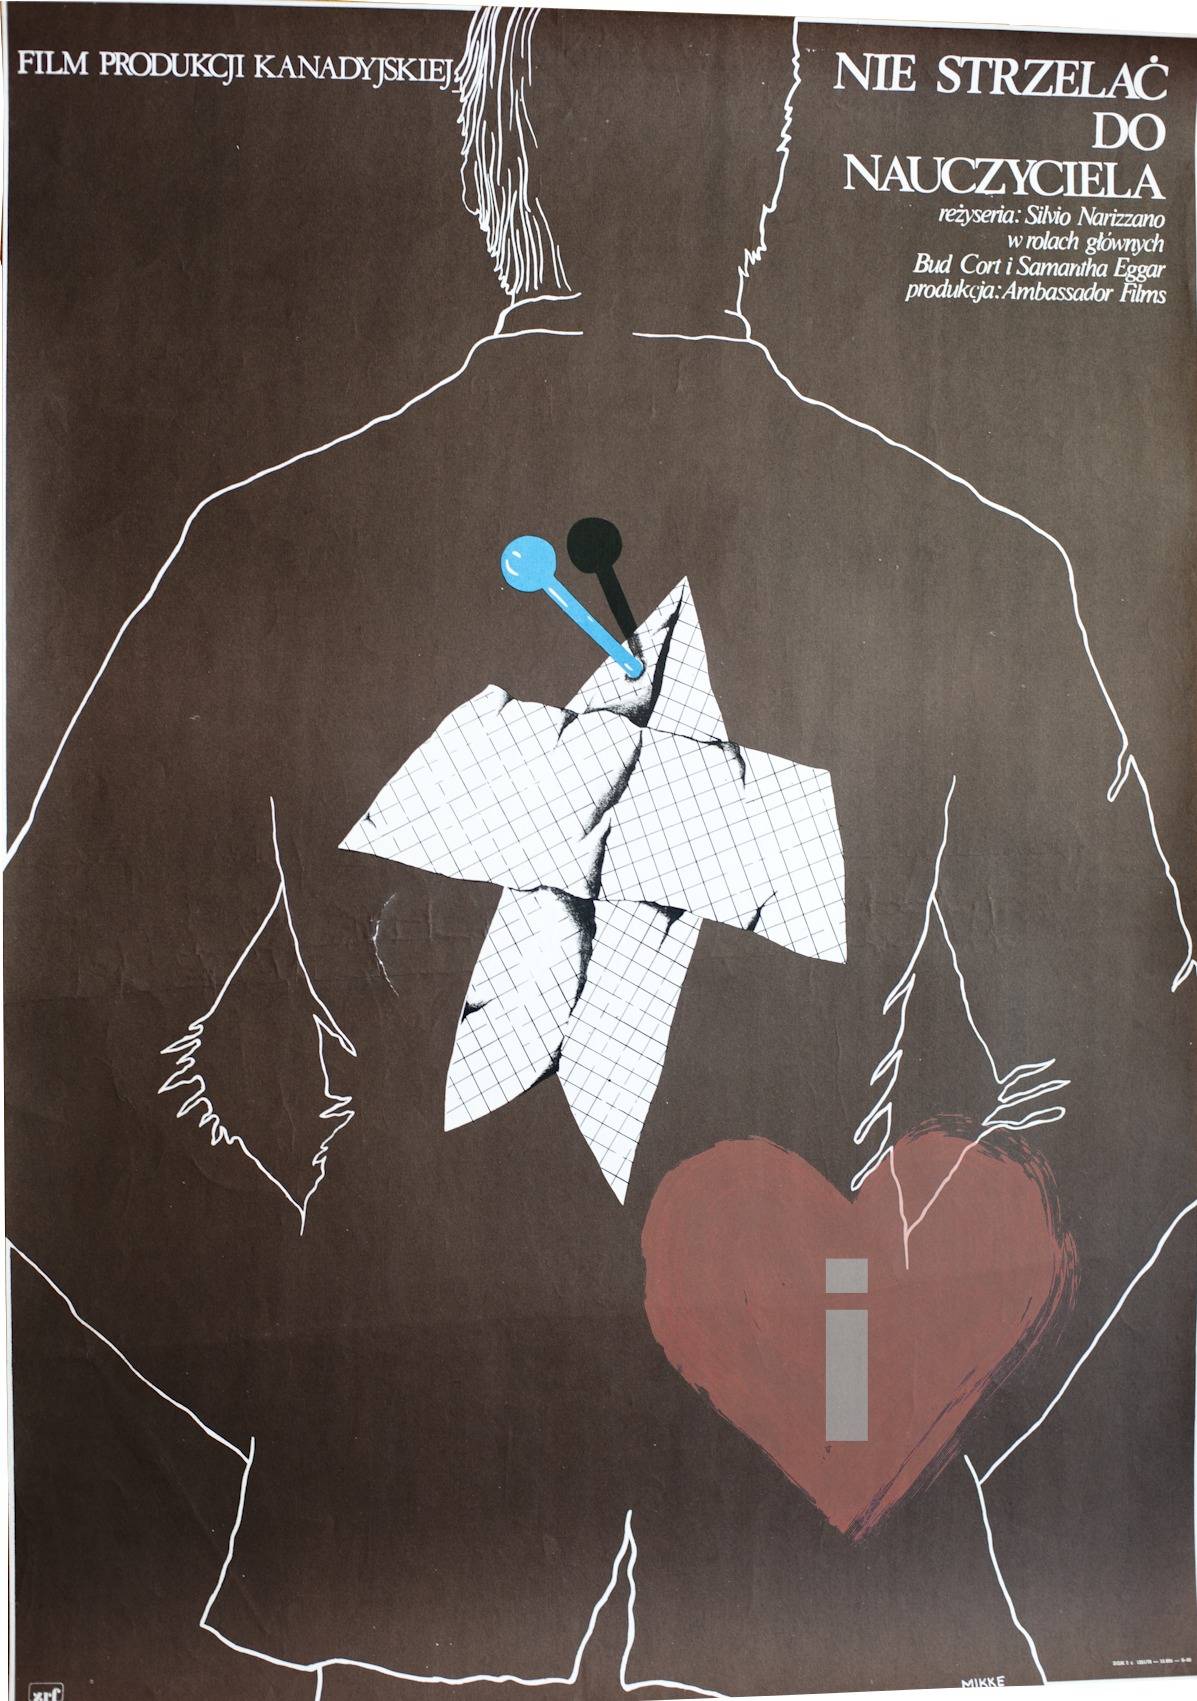 FILM PRODUKCJI KANADYJSKIEJ
NIE STRZELAĆ
DO
NAUCZYCIELA
reżyseria: Silvio Narizzano
w rolach głównych
Bud Cort i Samantha Eggar
produkcja: Ambassador Films
i
MIKKE
zrf